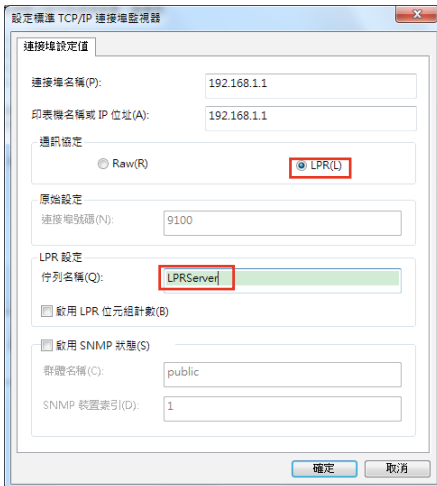 設定標準 TCP/IP 連接埠監視器
連接埠設定值
連接埠名稱(P): 192.168.1.1
印表機名稱或 IP 位址(A): 192.168.1.1
通訊協定
Raw(R) LPR(L)
原始設定
連接埠號碼(N): 9100
LPR 設定
佇列名稱(Q): LPRServer
啟用 LPR 位元組計數(B)
啟用 SNMP 狀態(S)
群體名稱(C): public
SNMP 裝置索引(D): 1
確定 取消